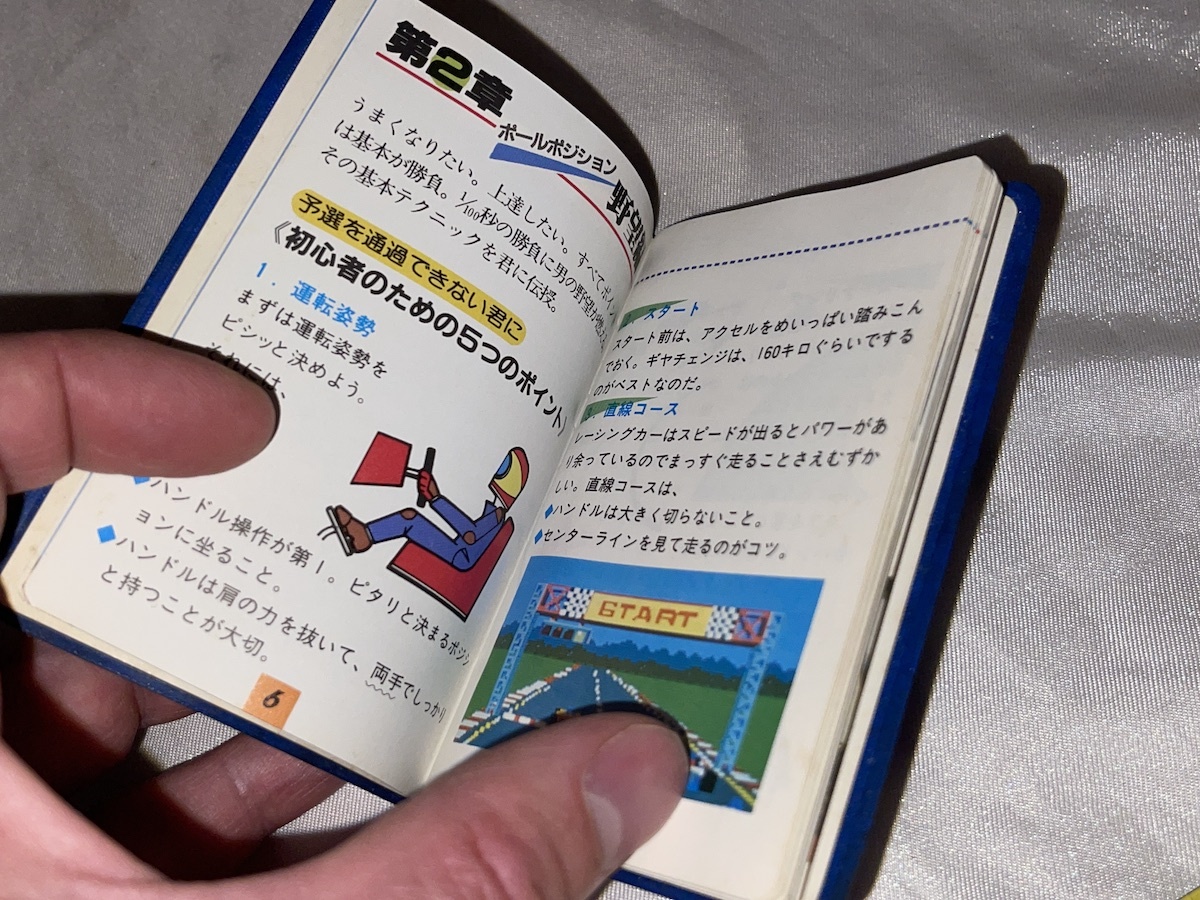 第2章
ポールポジション
野望
うまくなりたい。上達したい。すべてポイン
は基本が勝負。1/100秒の勝負に男の野望が
その基本テクニックを君に伝授。
予選を通過できない君に
《初心者のための5つのポイント》
1．運転姿勢
まずは運転姿勢を
ピシッと決めよう。
それには、
◆ハンドル操作が第1。ピタリと決まるポジシ
ョンに坐ること。
◆ハンドルは肩の力を抜いて、両手でしっかり
と持つことが大切。
6
スタート
スタート前は、アクセルをめいっぱい踏みこん
でおく。ギヤチェンジは、160キロぐらいでする
のがベストなのだ。
3．直線コース
レーシングカーはスピードが出るとパワーがあ
り余っているのでまっすぐ走ることさえむずか
しい。直線コースは、
◆ハンドルは大きく切らないこと。
◆センターラインを見て走るのがコツ。
START